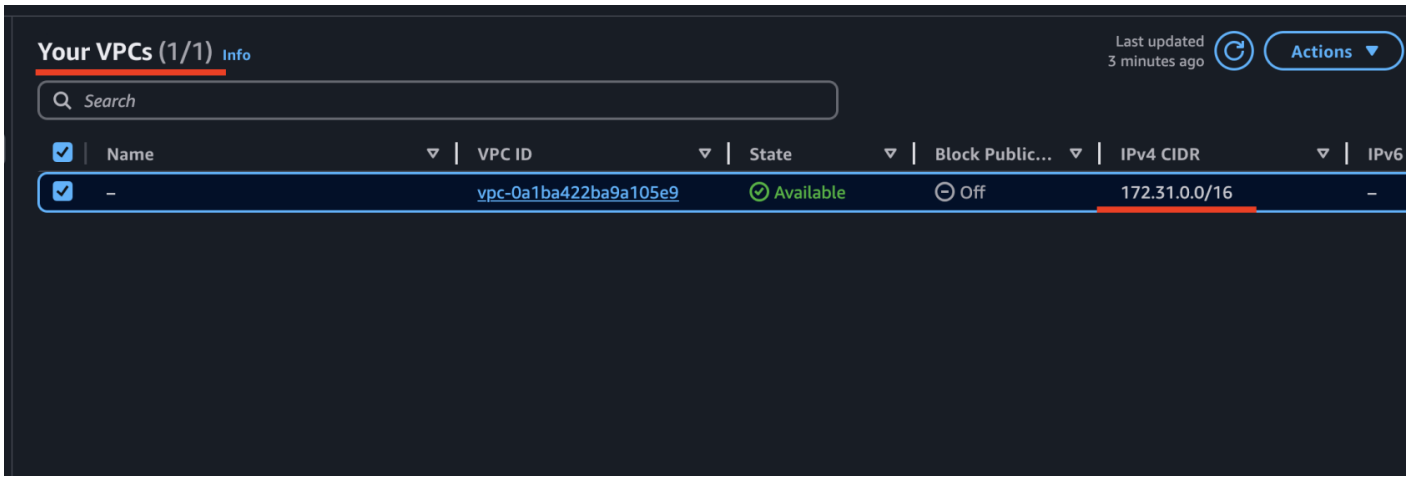 Your VPCs (1/1) Info
Last updated
3 minutes ago
Actions
Search
Name VPC ID State Block Public... IPv4 CIDR IPv6
– vpc-0a1ba422ba9a105e9 Available Off 172.31.0.0/16 –